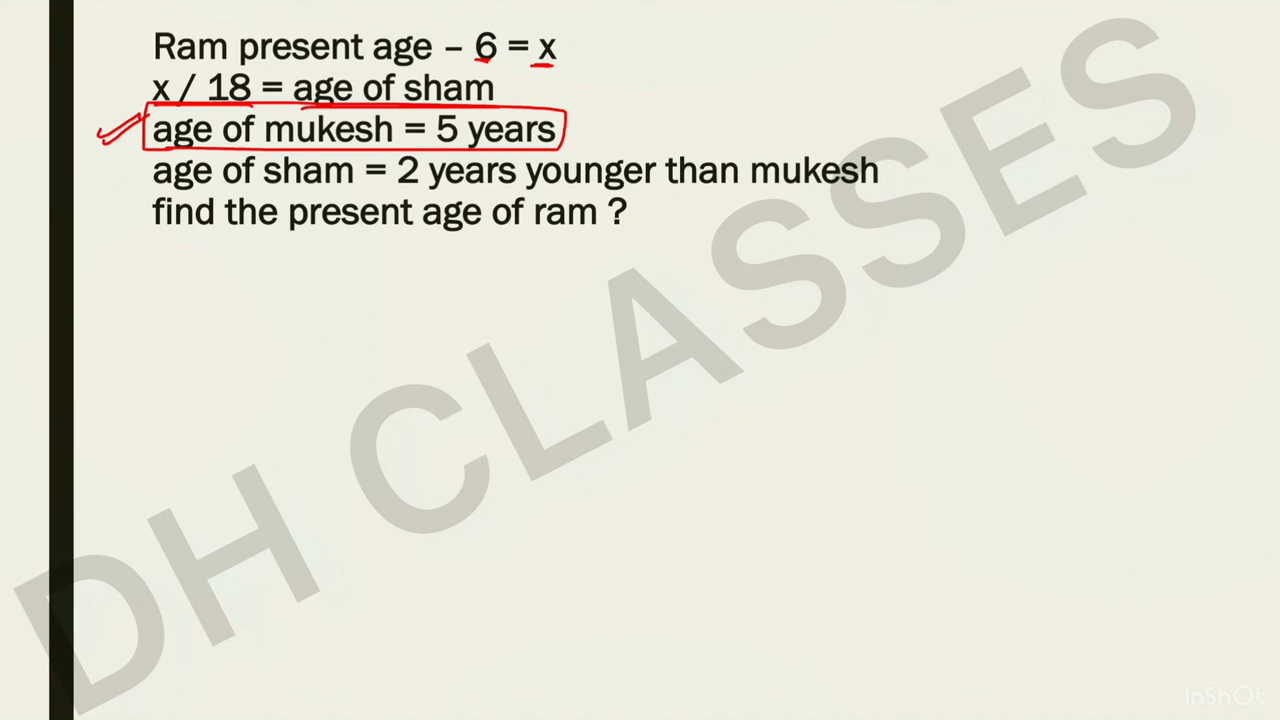 Ram present age – 6 = x
x / 18 = age of sham
age of mukesh = 5 years
age of sham = 2 years younger than mukesh
find the present age of ram ?
DH CLASSES
InShOt